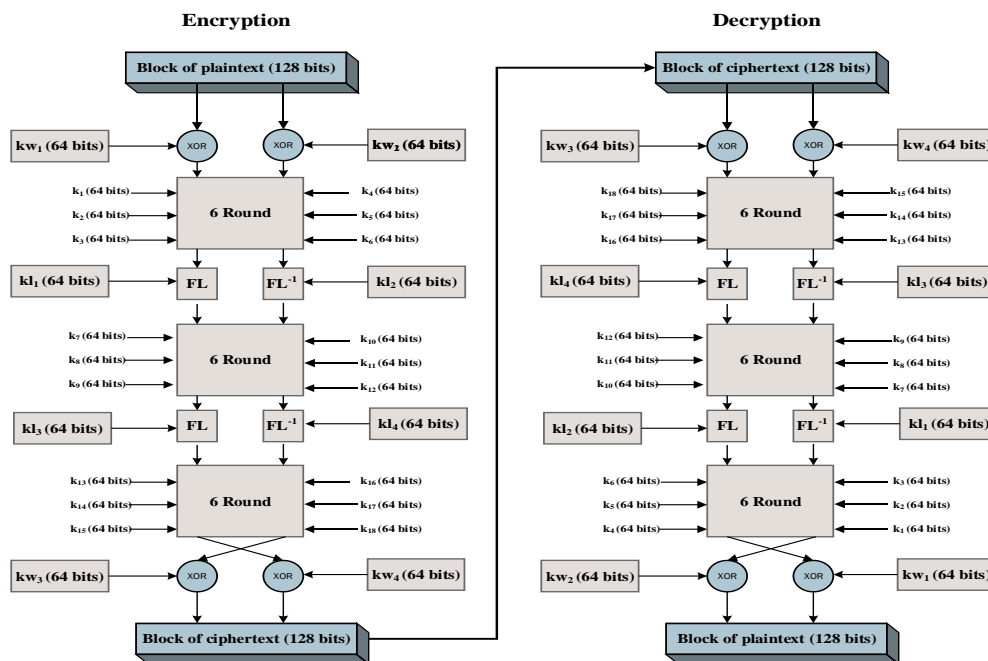 Encryption
Block of plaintext (128 bits)
XOR
XOR
kw₁ (64 bits)
kw₂ (64 bits)
k₁ (64 bits)
k₂ (64 bits)
k₃ (64 bits)
6 Round
k₄ (64 bits)
k₅ (64 bits)
k₆ (64 bits)
kl₁ (64 bits)
FL
FL⁻¹
kl₂ (64 bits)
k₇ (64 bits)
k₈ (64 bits)
k₉ (64 bits)
6 Round
k₁₀ (64 bits)
k₁₁ (64 bits)
k₁₂ (64 bits)
kl₃ (64 bits)
FL
FL⁻¹
kl₄ (64 bits)
k₁₃ (64 bits)
k₁₄ (64 bits)
k₁₅ (64 bits)
6 Round
k₁₆ (64 bits)
k₁₇ (64 bits)
k₁₈ (64 bits)
kw₃ (64 bits)
XOR
XOR
kw₄ (64 bits)
Block of ciphertext (128 bits)
Decryption
Block of ciphertext (128 bits)
kw₃ (64 bits)
XOR
XOR
kw₄ (64 bits)
k₁₈ (64 bits)
k₁₇ (64 bits)
k₁₆ (64 bits)
6 Round
k₁₅ (64 bits)
k₁₄ (64 bits)
k₁₃ (64 bits)
kl₄ (64 bits)
FL
FL⁻¹
kl₃ (64 bits)
k₁₂ (64 bits)
k₁₁ (64 bits)
k₁₀ (64 bits)
6 Round
k₉ (64 bits)
k₈ (64 bits)
k₇ (64 bits)
kl₂ (64 bits)
FL
FL⁻¹
kl₁ (64 bits)
k₆ (64 bits)
k₅ (64 bits)
k₄ (64 bits)
6 Round
k₃ (64 bits)
k₂ (64 bits)
k₁ (64 bits)
kw₂ (64 bits)
XOR
XOR
kw₁ (64 bits)
Block of plaintext (128 bits)